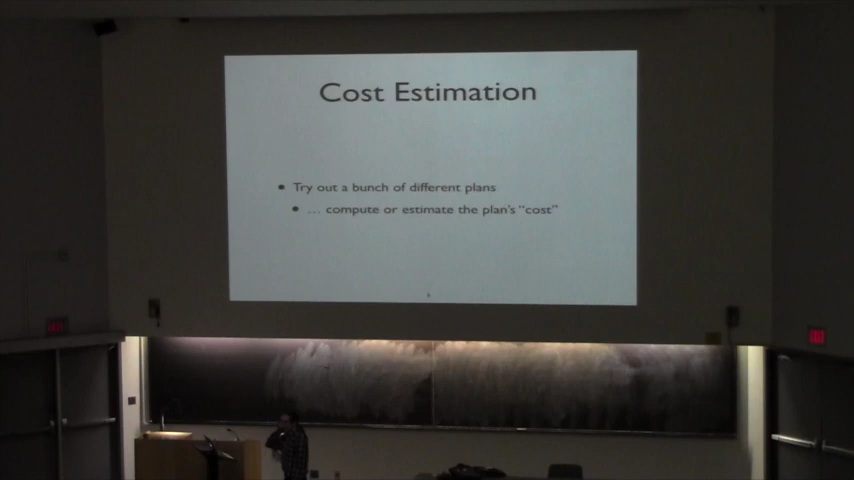 Cost Estimation
• Try out a bunch of different plans
• … compute or estimate the plan's "cost"